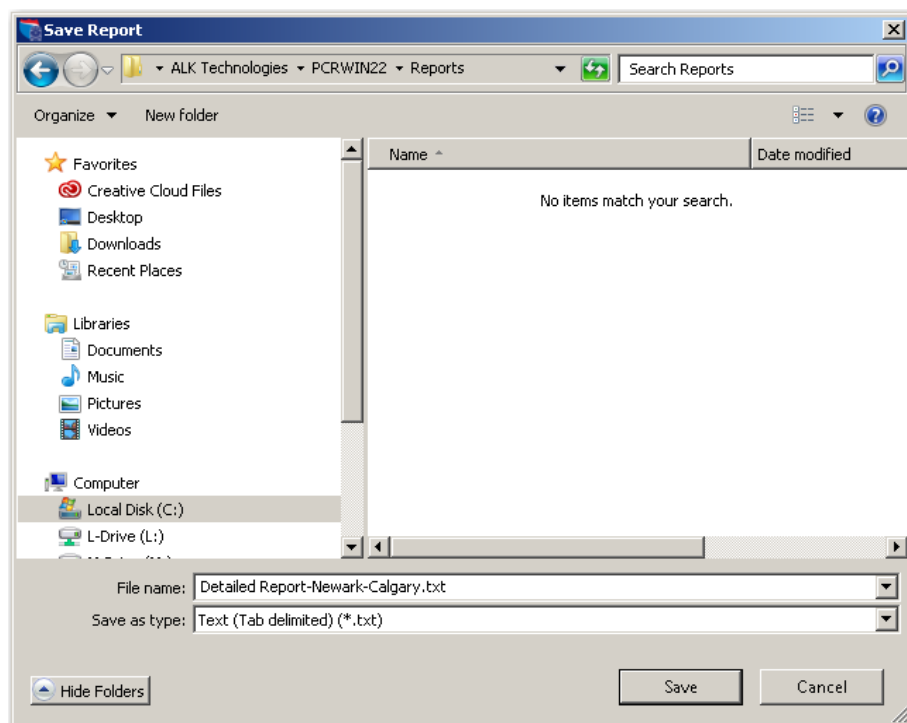 Save Report
ALK Technologies PCRWIN22 Reports Search Reports
Organize New folder
Name Date modified
No items match your search.
Favorites
Creative Cloud Files
Desktop
Downloads
Recent Places
Libraries
Documents
Music
Pictures
Videos
Computer
Local Disk (C:)
L-Drive (L:)
File name: Detailed Report-Newark-Calgary.txt
Save as type: Text (Tab delimited) (*.txt)
Hide Folders Save Cancel